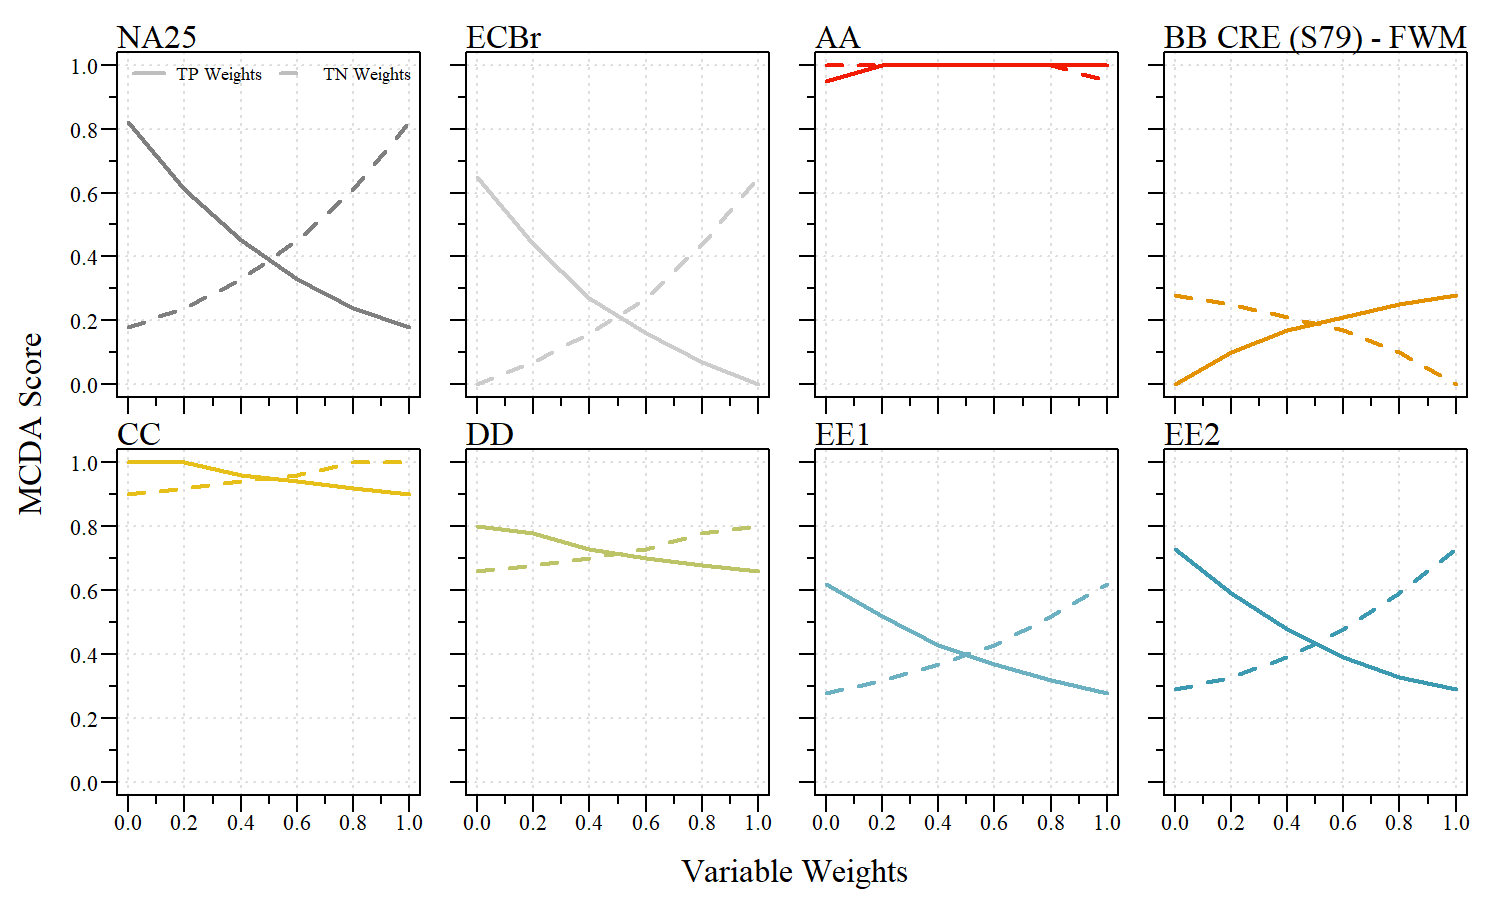 NA25
ECBr
AA
BB CRE (S79) - FWM
TP Weights
TN Weights
1.0
0.8
0.6
0.4
0.2
0.0
CC
DD
EE1
EE2
1.0
0.8
0.6
0.4
0.2
0.0
0.0 0.2 0.4 0.6 0.8 1.0
0.0 0.2 0.4 0.6 0.8 1.0
0.0 0.2 0.4 0.6 0.8 1.0
0.0 0.2 0.4 0.6 0.8 1.0
MCDA Score
Variable Weights